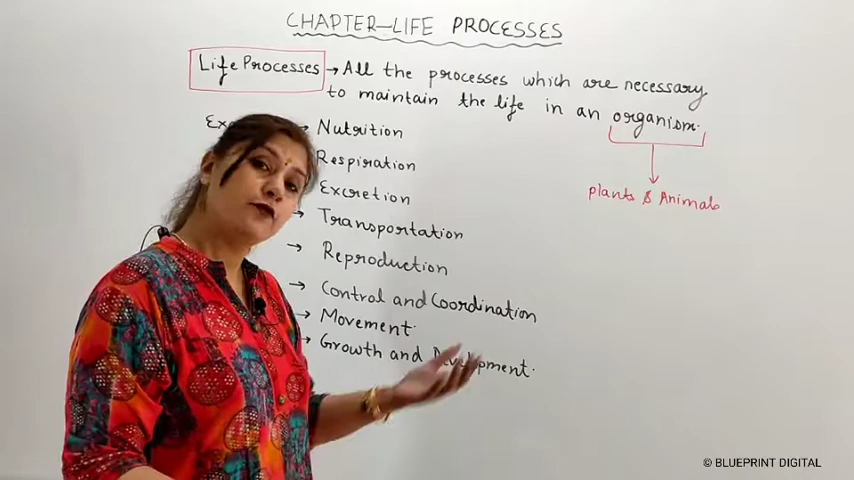 CHAPTER-LIFE PROCESSES
Life Processes → All the processes which are necessary
to maintain the life in an organism.
→ Nutrition
plants & Animals
Respiration
Excretion
→ Transportation
→ Reproduction
→ Control and Coordination
→ Movement.
→ Growth and Development.
© BLUEPRINT DIGITAL